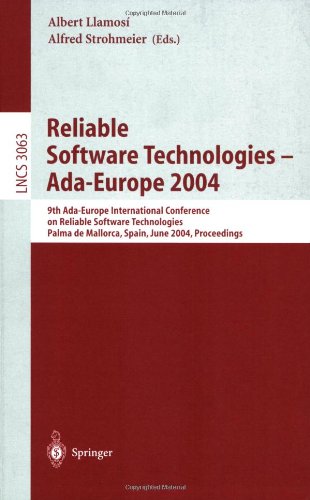 Albert Llamosí
Alfred Strohmeier (Eds.)
LNCS 3063
Reliable
Software Technologies –
Ada-Europe 2004
9th Ada-Europe International Conference
on Reliable Software Technologies
Palma de Mallorca, Spain, June 2004, Proceedings
Springer